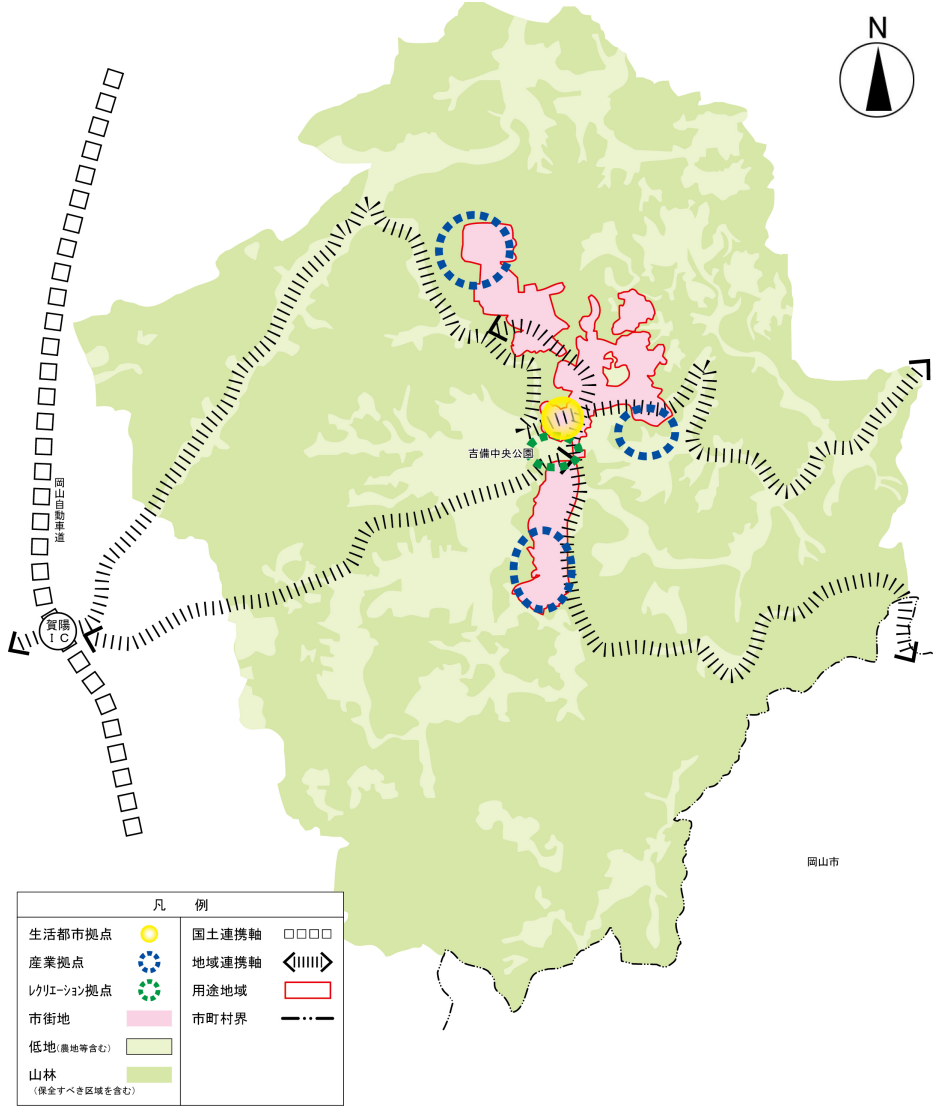 N
岡山自動車道
吉備中央公園
賀陽
IC
岡山市
凡 例
生活都市拠点
産業拠点
ﾚｸﾘｴｰｼｮﾝ拠点
市街地
低地(農地等含む)
山林
(保全すべき区域を含む)
国土連携軸
地域連携軸
用途地域
市町村界